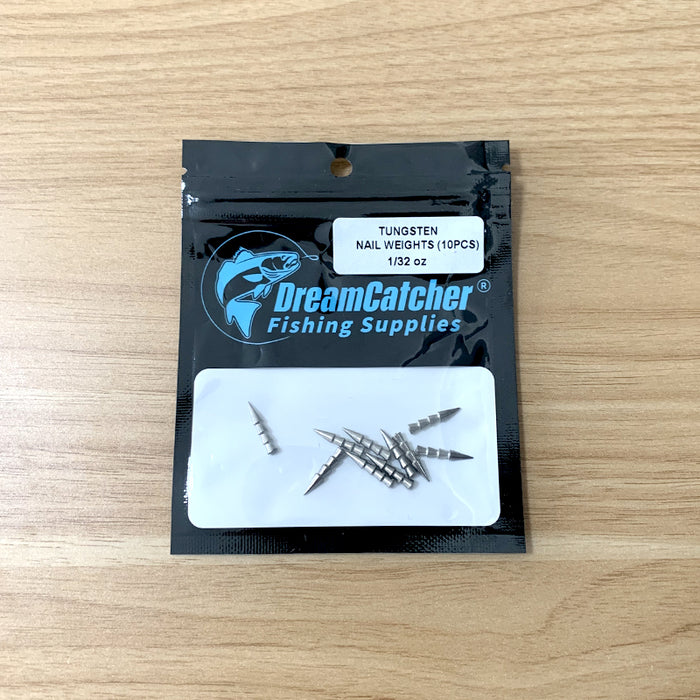 TUNGSTEN
NAIL WEIGHTS (10PCS)
1/32 oz
DreamCatcher®
Fishing Supplies